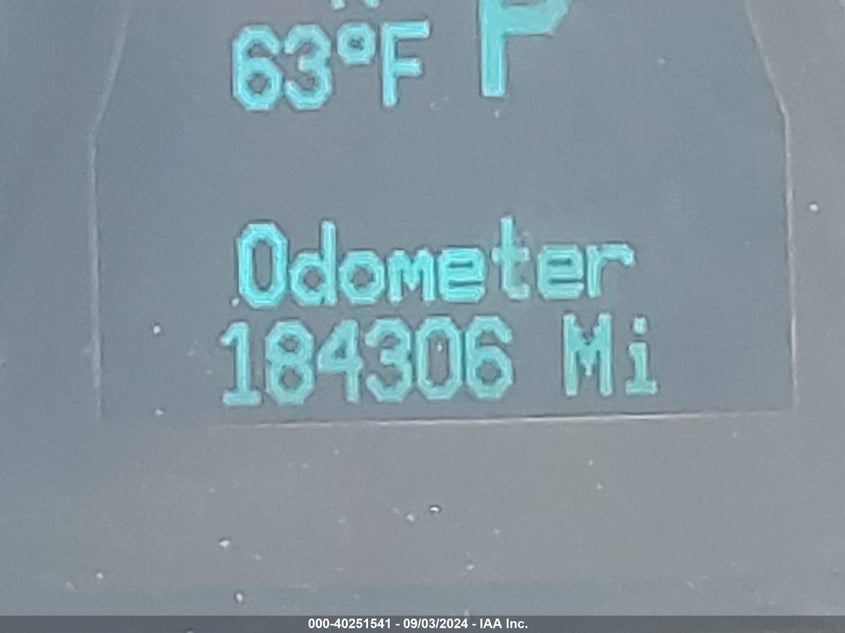 63°F P
Odometer
184306 Mi
000-40251541 - 09/03/2024 - IAA Inc.